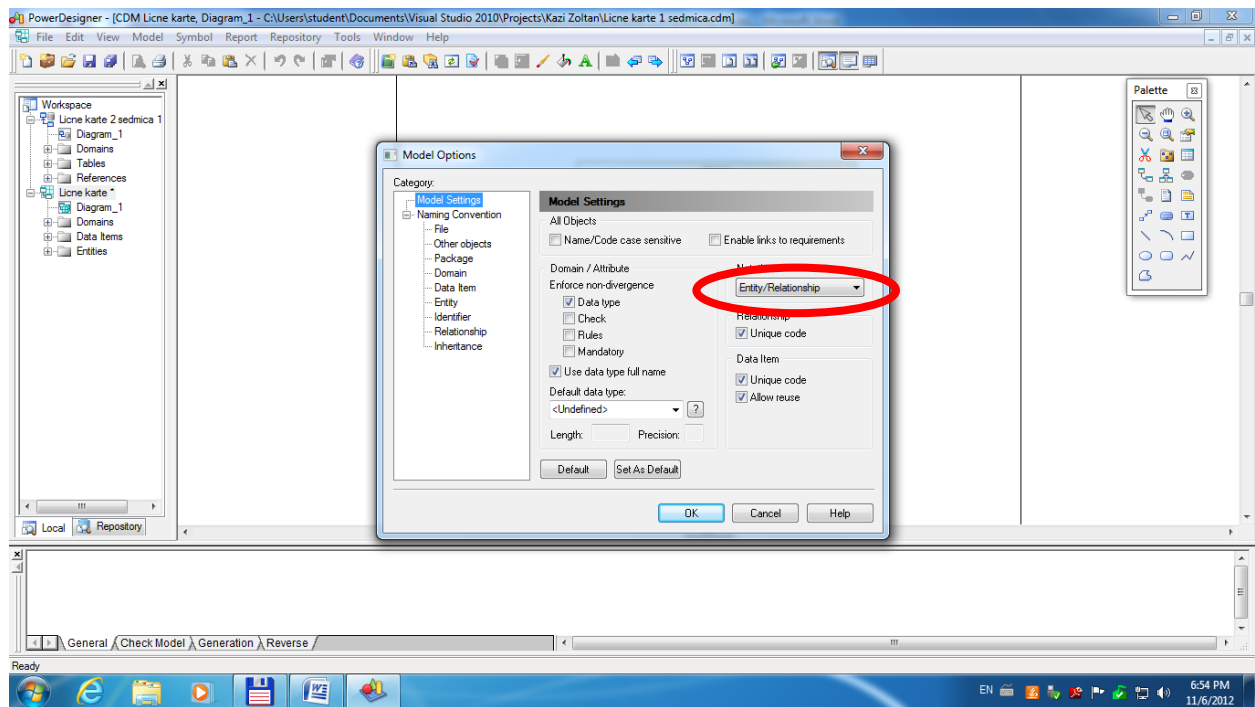 PowerDesigner - [CDM Licne karte, Diagram_1 - C:\Users\student\Documents\Visual Studio 2010\Projects\Kazi Zoltan\Licne karte 1 sedmica.cdm]
File Edit View Model Symbol Report Repository Tools Window Help
Workspace
Licne karte 2 sedmica 1
Diagram_1
Domains
Tables
References
Licne karte *
Diagram_1
Domains
Data Items
Entities
Local Repository
Palette
Model Options
Category:
Model Settings
Naming Convention
File
Other objects
Package
Domain
Data Item
Entity
Identifier
Relationship
Inheritance
Model Settings
All Objects
Name/Code case sensitive Enable links to requirements
Domain / Attribute
Enforce non-divergence
Data type
Check
Rules
Mandatory
Use data type full name
Default data type:
<Undefined> ?
Length: Precision:
Entity/Relationship
Relationship
Unique code
Data Item
Unique code
Allow reuse
Default Set As Default
OK Cancel Help
General Check Model Generation Reverse
Ready
EN 6:54 PM
11/6/2012